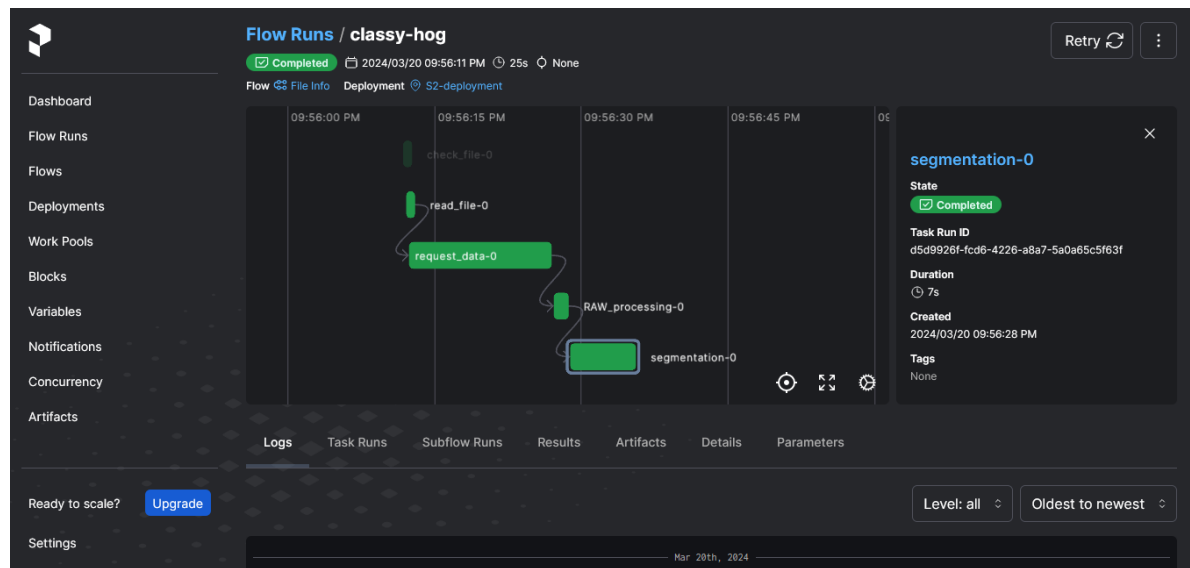 Dashboard
Flow Runs
Flows
Deployments
Work Pools
Blocks
Variables
Notifications
Concurrency
Artifacts
Ready to scale? Upgrade
Settings
Flow Runs / classy-hog
Retry
Completed 2024/03/20 09:56:11 PM 25s None
Flow File Info Deployment S2-deployment
09:56:00 PM 09:56:15 PM 09:56:30 PM 09:56:45 PM 09
check_file-0
read_file-0
request_data-0
RAW_processing-0
segmentation-0
segmentation-0
State
Completed
Task Run ID
d5d9926f-fcd6-4226-a8a7-5a0a65c5f63f
Duration
7s
Created
2024/03/20 09:56:28 PM
Tags
None
Logs Task Runs Subflow Runs Results Artifacts Details Parameters
Level: all Oldest to newest
Mar 20th, 2024